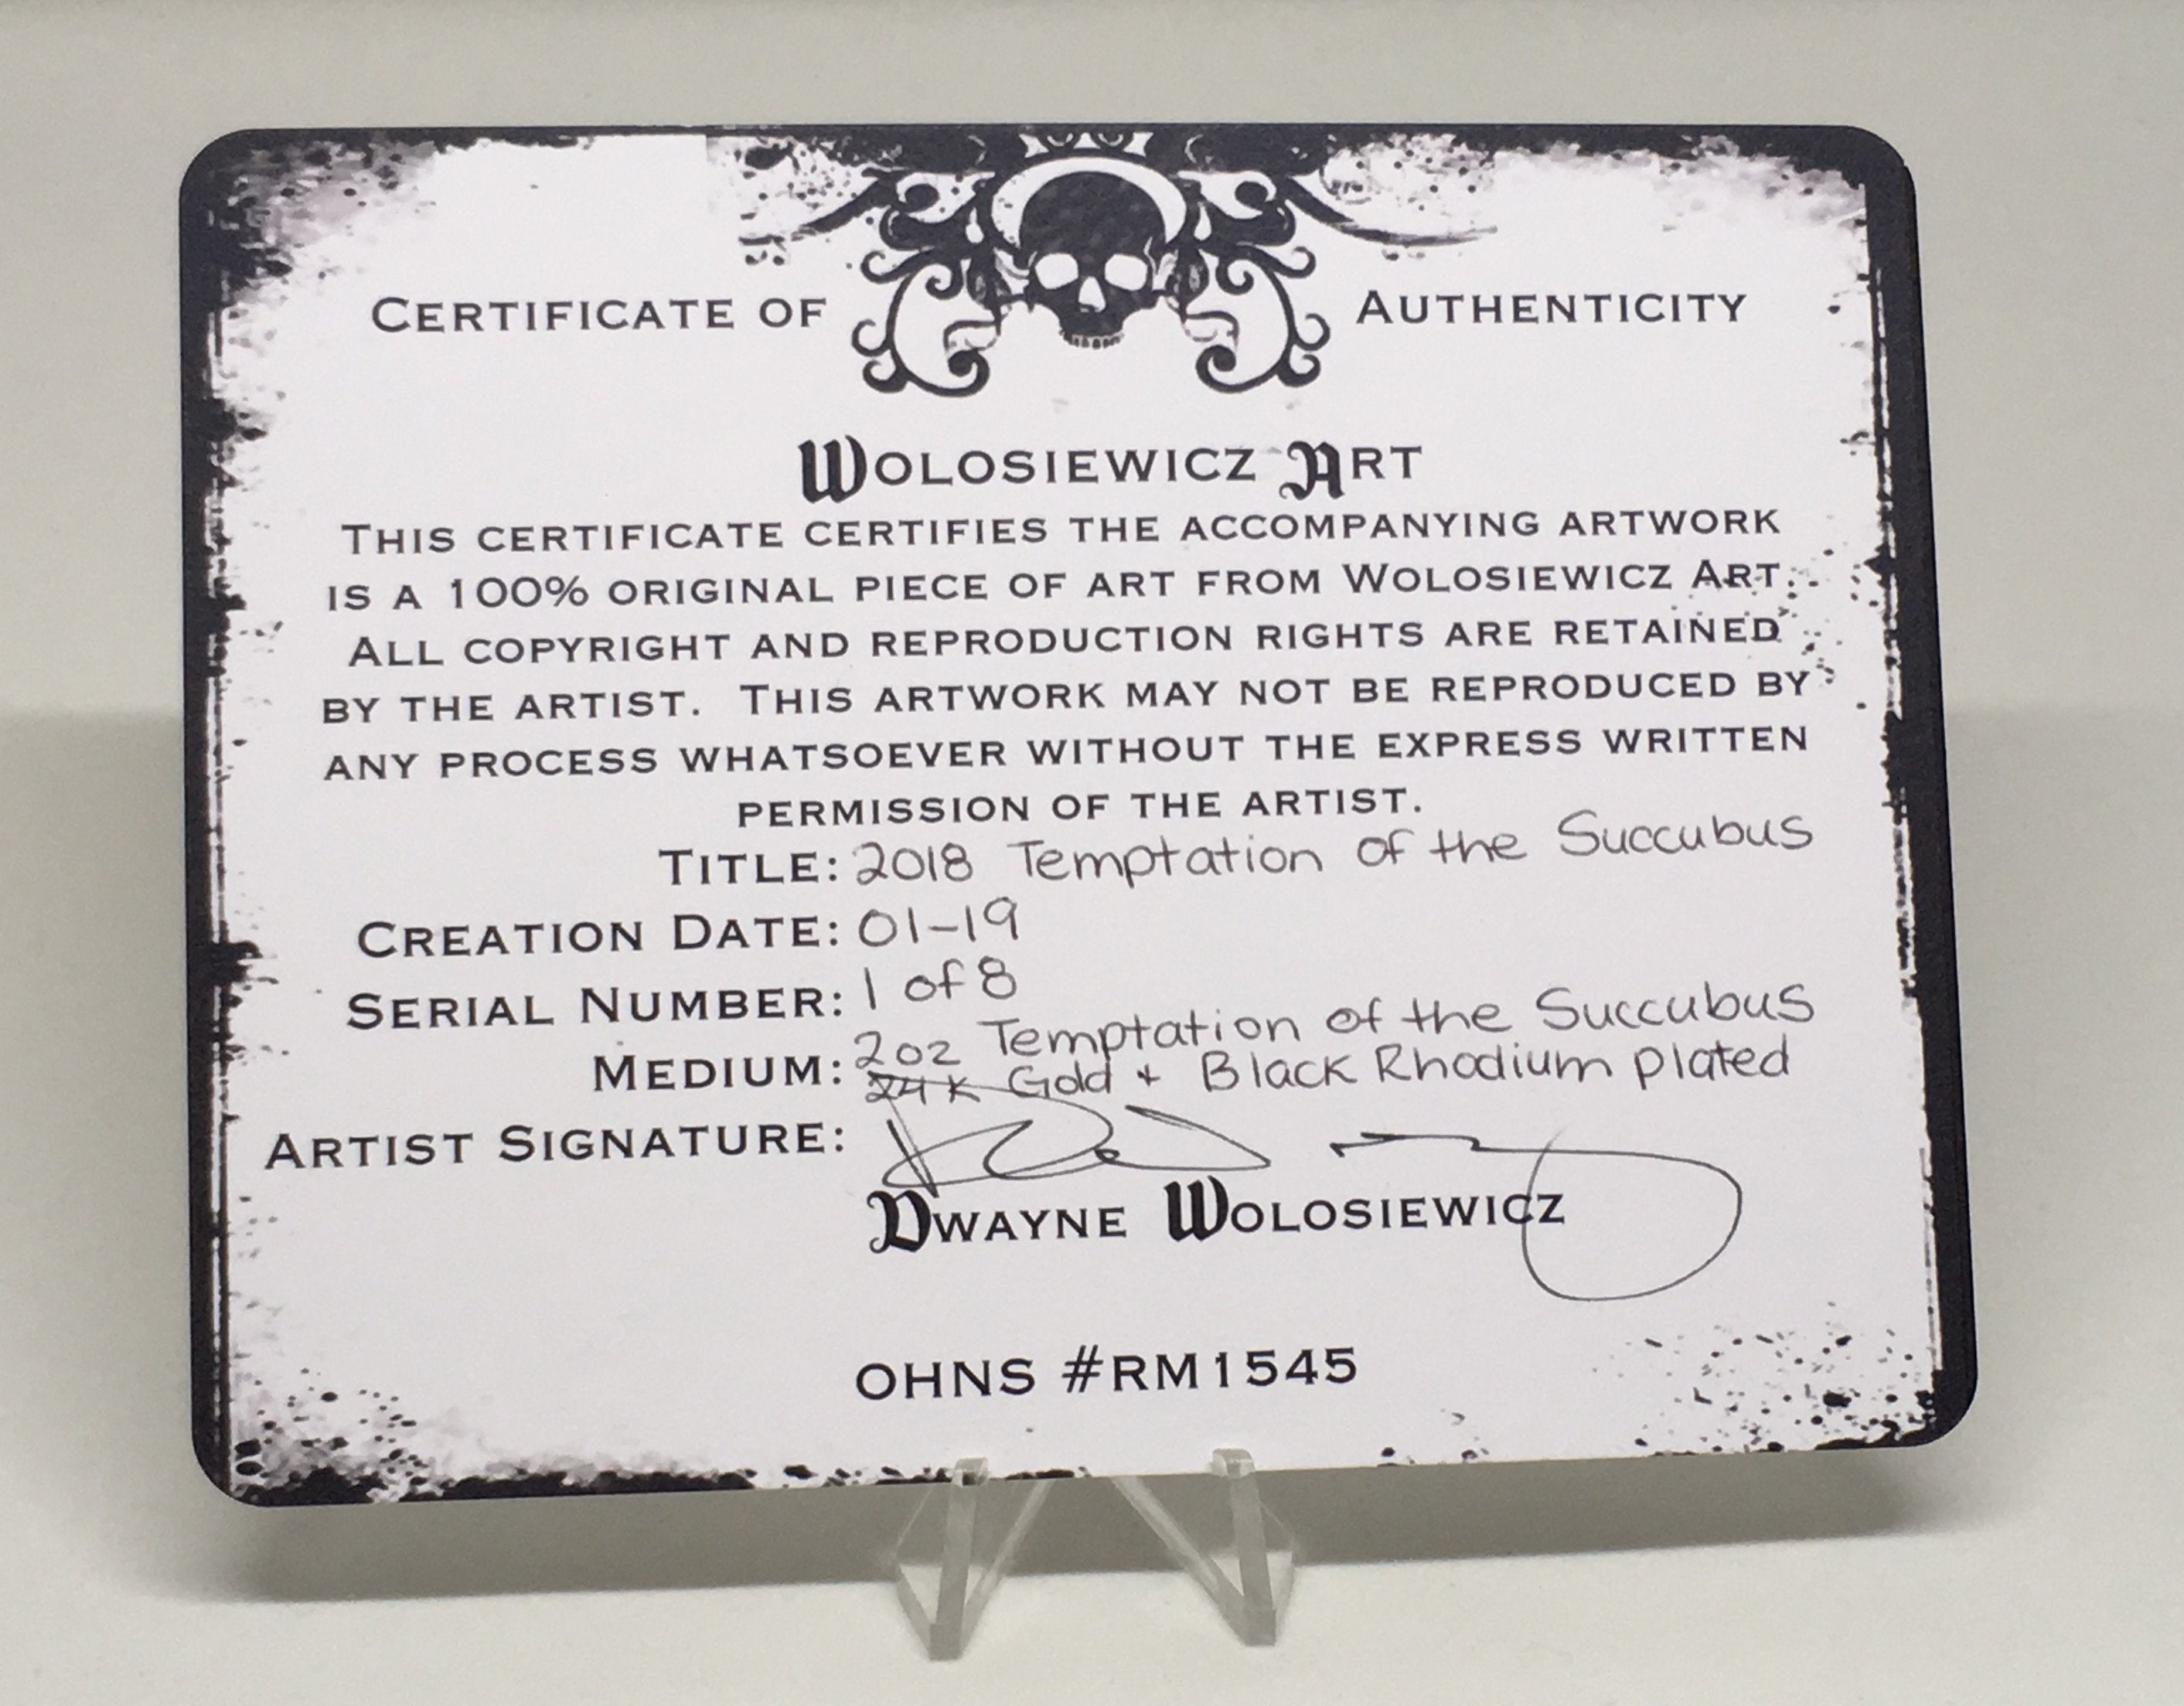 CERTIFICATE OF AUTHENTICITY
WOLOSIEWICZ ART
THIS CERTIFICATE CERTIFIES THE ACCOMPANYING ARTWORK
IS A 100% ORIGINAL PIECE OF ART FROM WOLOSIEWICZ ART.
ALL COPYRIGHT AND REPRODUCTION RIGHTS ARE RETAINED
BY THE ARTIST. THIS ARTWORK MAY NOT BE REPRODUCED BY
ANY PROCESS WHATSOEVER WITHOUT THE EXPRESS WRITTEN
PERMISSION OF THE ARTIST.
TITLE: 2018 Temptation of the Succubus
CREATION DATE: 01-19
SERIAL NUMBER: 1 of 8
MEDIUM: 2oz Temptation of the Succubus
24K Gold + Black Rhodium Plated
ARTIST SIGNATURE:
DWAYNE WOLOSIEWICZ
OHNS #RM1545